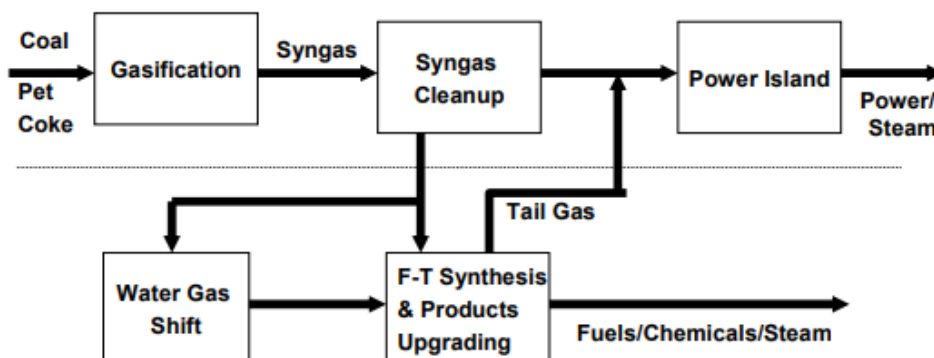 Coal
Pet
Coke
Gasification
Syngas
Syngas
Cleanup
Power Island
Power/
Steam
Tail Gas
Water Gas
Shift
F-T Synthesis
& Products
Upgrading
Fuels/Chemicals/Steam